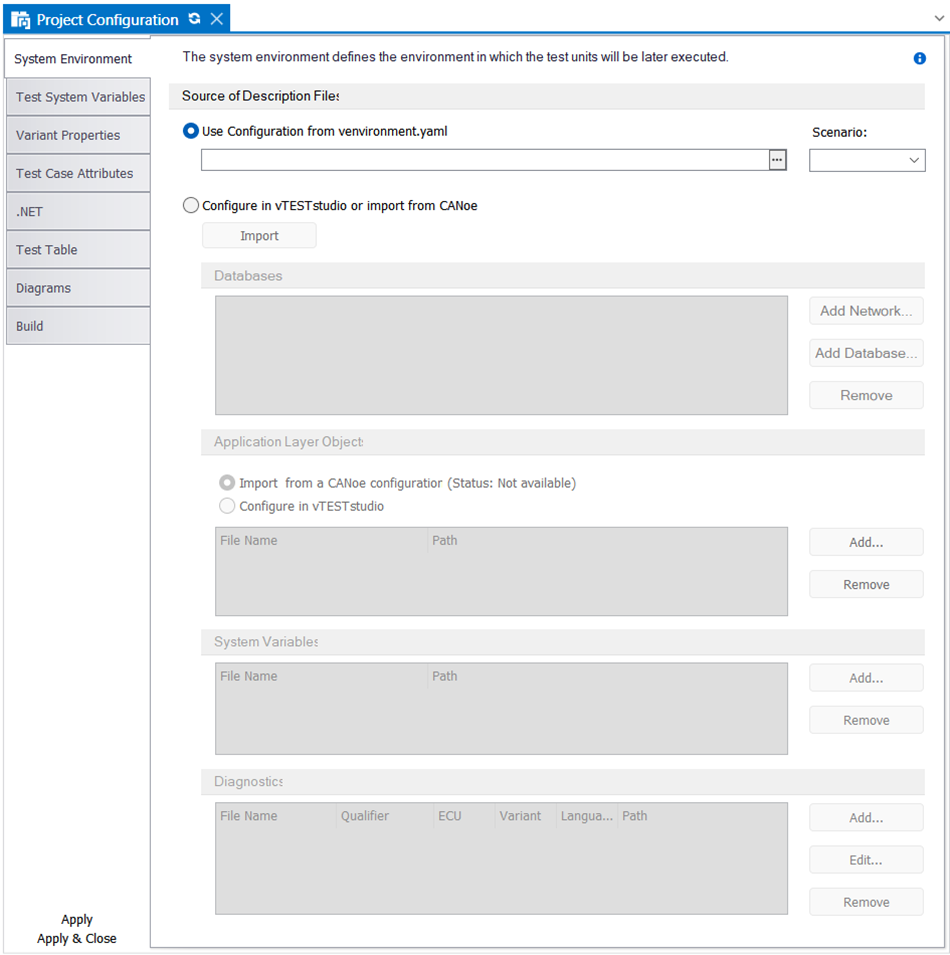 Project Configuration
System Environment
Test System Variables
Variant Properties
Test Case Attributes
.NET
Test Table
Diagrams
Build
Apply
Apply & Close
The system environment defines the environment in which the test units will be later executed.
Source of Description Files
Use Configuration from venvironment.yaml
Scenario:
...
Configure in vTESTstudio or import from CANoe
Import
Databases
Add Network...
Add Database...
Remove
Application Layer Objects
Import from a CANoe configuration (Status: Not available)
Configure in vTESTstudio
File Name Path
Add...
Remove
System Variables
File Name Path
Add...
Remove
Diagnostics
File Name Qualifier ECU Variant Langua... Path
Add...
Edit...
Remove